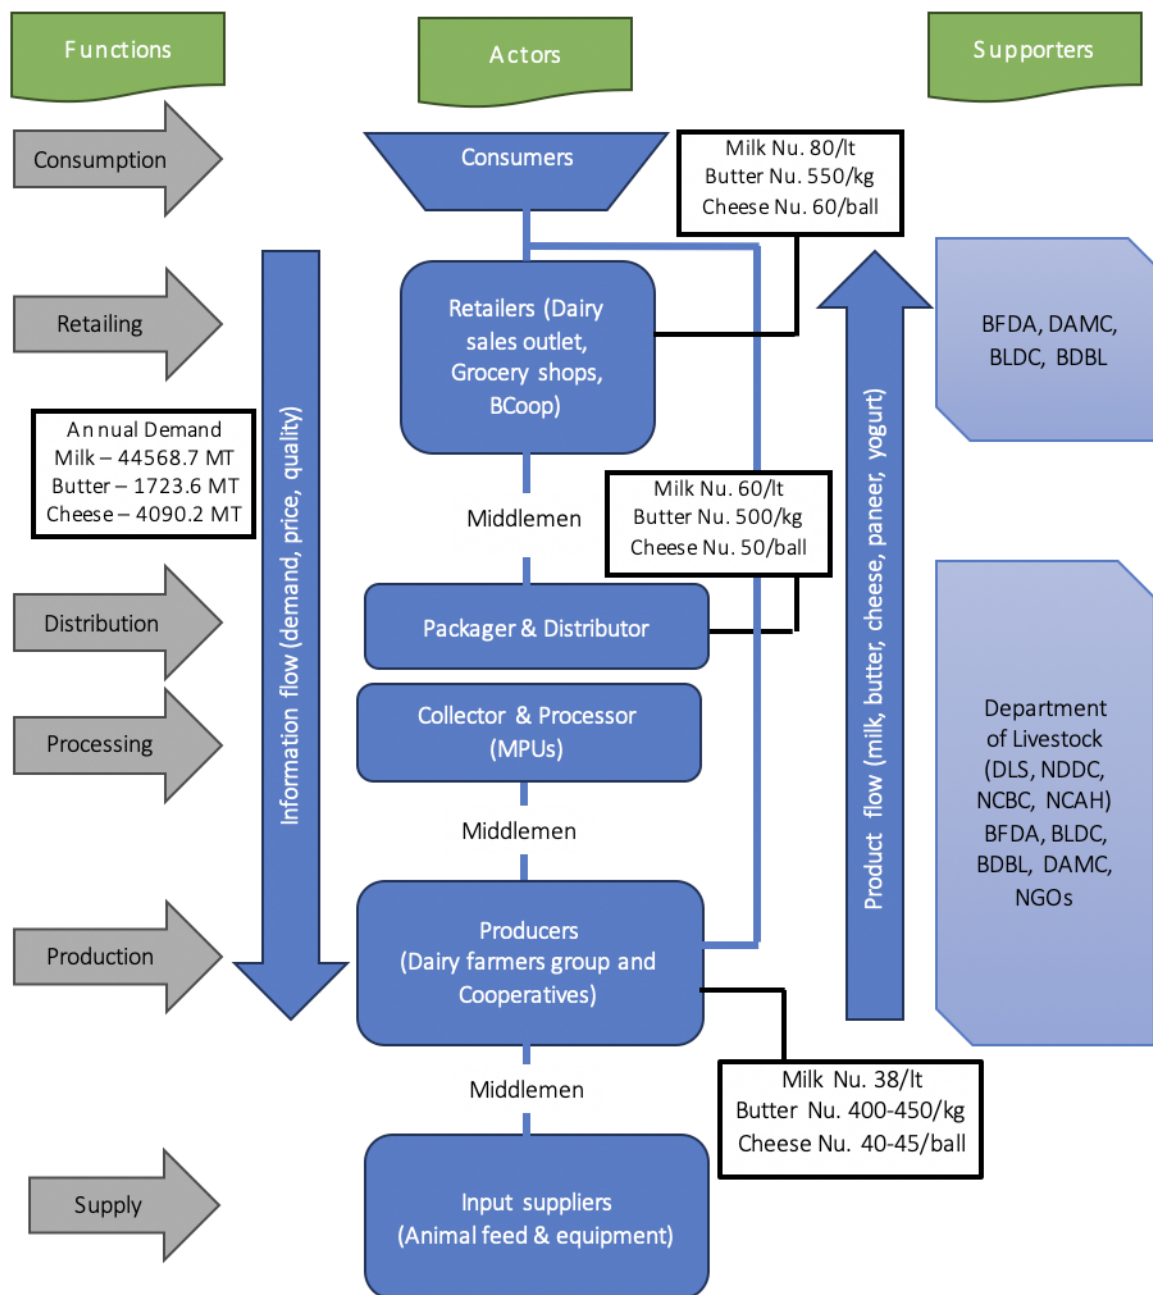 Functions
Actors
Supporters
Consumption
Consumers
Milk Nu. 80/lt
Butter Nu. 550/kg
Cheese Nu. 60/ball
Retailing
Retailers (Dairy
sales outlet,
Grocery shops,
BCoop)
BFDA, DAMC,
BLDC, BDBL
Annual Demand
Milk – 44568.7 MT
Butter – 1723.6 MT
Cheese – 4090.2 MT
Information flow (demand, price, quality)
Product flow (milk, butter, cheese, paneer, yogurt)
Middlemen
Milk Nu. 60/lt
Butter Nu. 500/kg
Cheese Nu. 50/ball
Distribution
Packager & Distributor
Processing
Collector & Processor
(MPUs)
Department
of Livestock
(DLS, NDDC,
NCBC, NCAH)
BFDA, BLDC,
BDBL, DAMC,
NGOs
Middlemen
Production
Producers
(Dairy farmers group and
Cooperatives)
Middlemen
Milk Nu. 38/lt
Butter Nu. 400-450/kg
Cheese Nu. 40-45/ball
Supply
Input suppliers
(Animal feed & equipment)